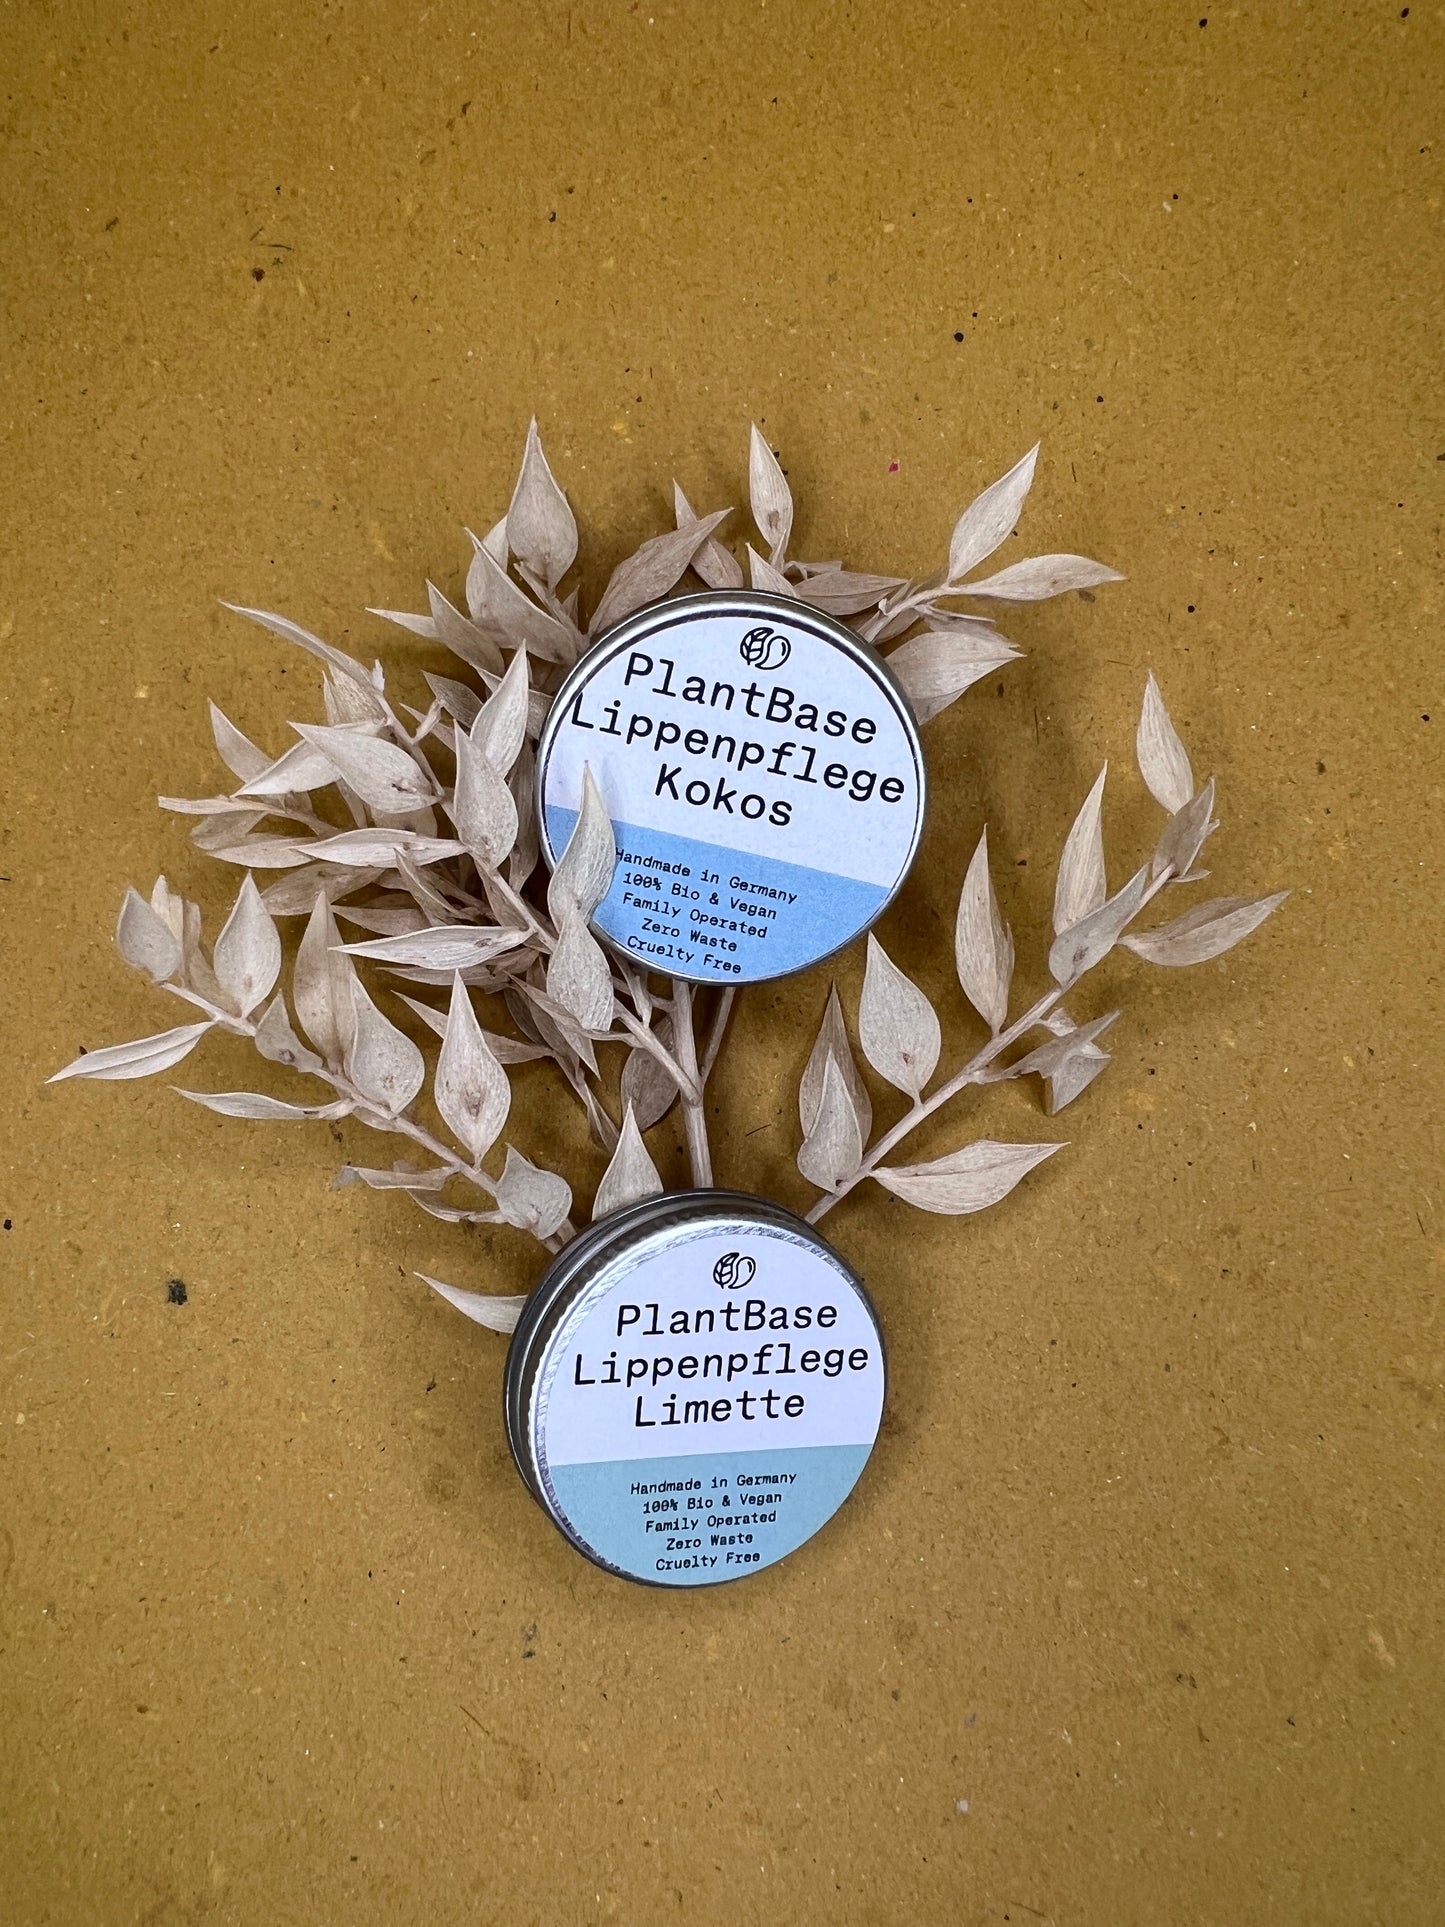 PlantBase
Lippenpflege
Kokos
Handmade in Germany
100% Bio & Vegan
Family Operated
Zero Waste
Cruelty Free
PlantBase
Lippenpflege
Limette
Handmade in Germany
100% Bio & Vegan
Family Operated
Zero Waste
Cruelty Free